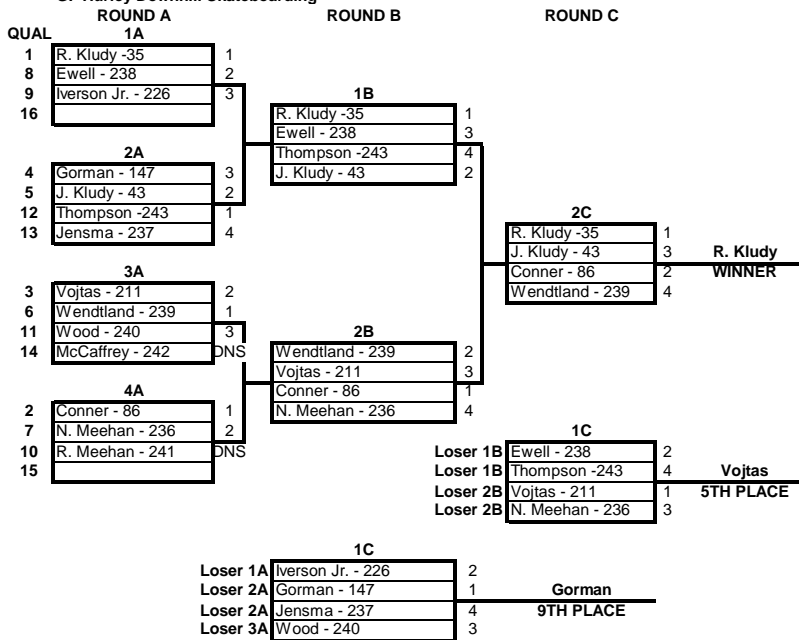 ROUND A ROUND B ROUND C
QUAL 1A
1 R. Kludy -35 1
8 Ewell - 238 2
9 Iverson Jr. - 226 3
16
1B
R. Kludy -35 1
Ewell - 238 3
Thompson -243 4
J. Kludy - 43 2
2A
4 Gorman - 147 3
5 J. Kludy - 43 2
12 Thompson -243 1
13 Jensma - 237 4
2C
R. Kludy -35 1
J. Kludy - 43 3
Conner - 86 2
Wendtland - 239 4
R. Kludy
WINNER
3A
3 Vojtas - 211 2
6 Wendtland - 239 1
11 Wood - 240 3
14 McCaffrey - 242 DNS
2B
Wendtland - 239 2
Vojtas - 211 3
Conner - 86 1
N. Meehan - 236 4
4A
2 Conner - 86 1
7 N. Meehan - 236 2
10 R. Meehan - 241 DNS
15
1C
Loser 1B Ewell - 238 2
Loser 1B Thompson -243 4
Loser 2B Vojtas - 211 1
Loser 2B N. Meehan - 236 3
Vojtas
5TH PLACE
1C
Loser 1A Iverson Jr. - 226 2
Loser 2A Gorman - 147 1
Loser 2A Jensma - 237 4
Loser 3A Wood - 240 3
Gorman
9TH PLACE